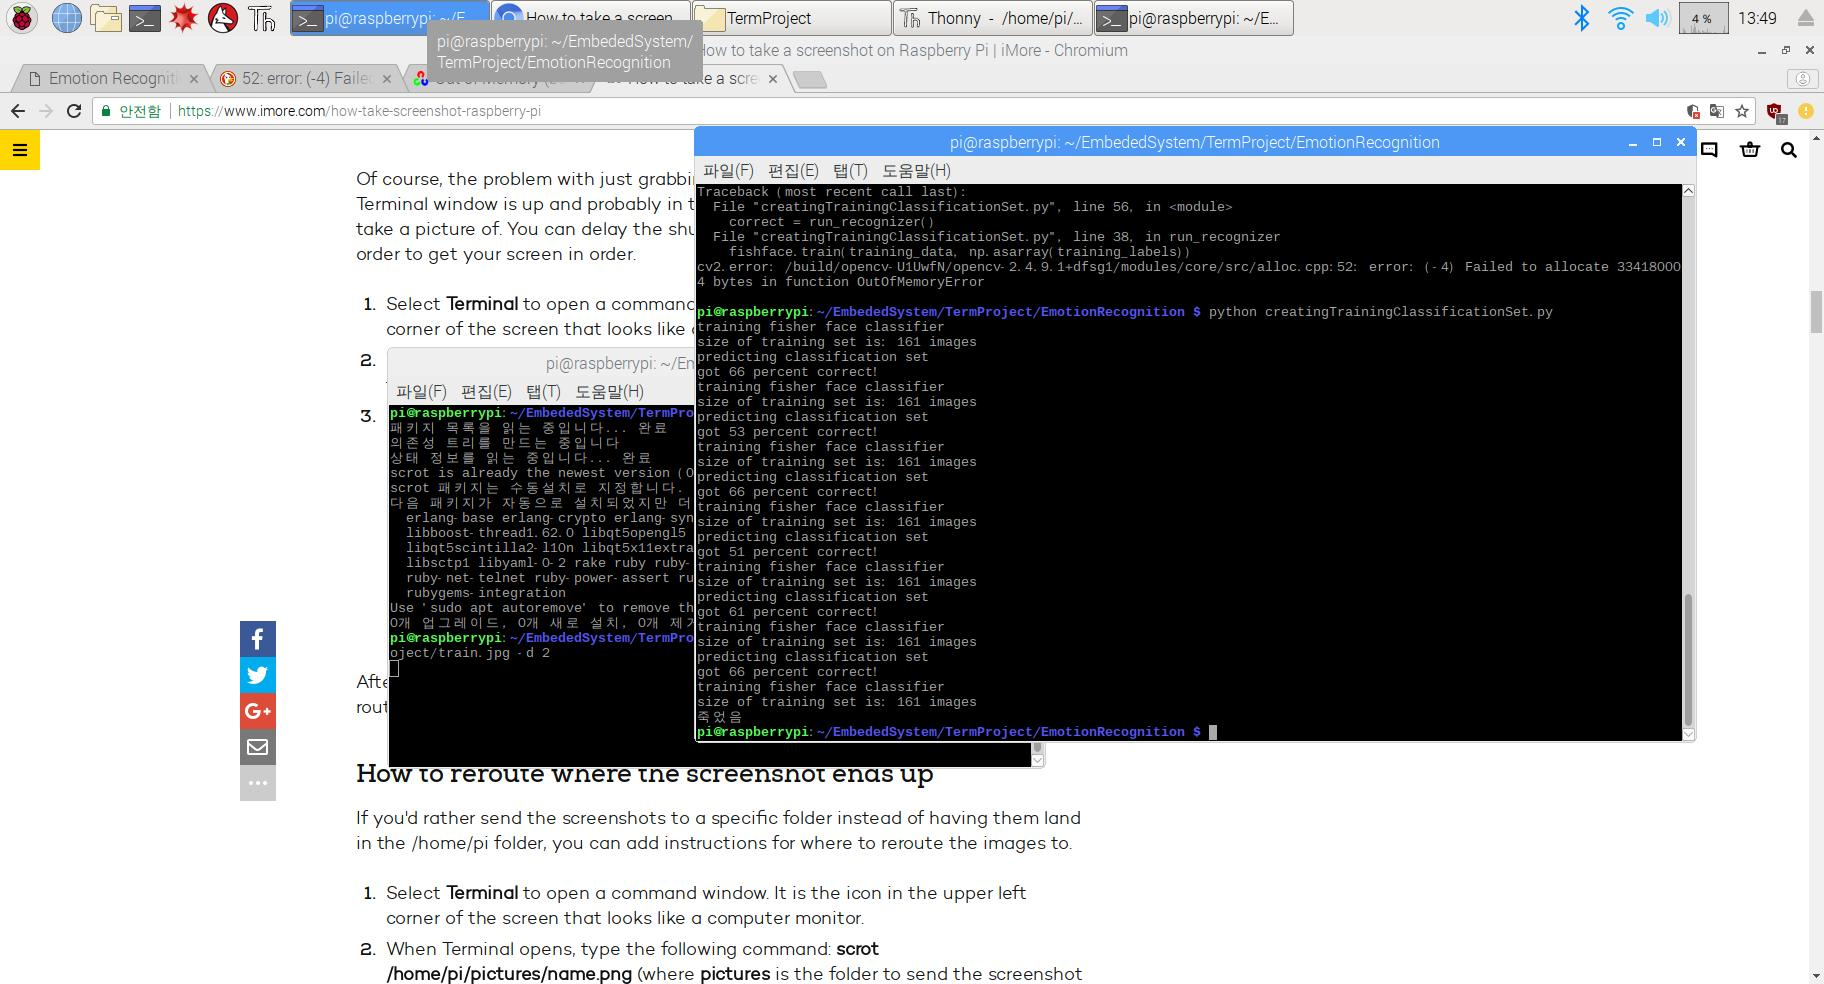 pi@raspberrypi: ~/E...
How to take a screen...
TermProject
Thonny - /home/pi/...
pi@raspberrypi: ~/E...
4 %
13:49
pi@raspberrypi: ~/EmbededSystem/
TermProject/EmotionRecognition
How to take a screenshot on Raspberry Pi | iMore - Chromium
Emotion Recogniti
52: error: (-4) Failed
How to take a scre
안전함
https://www.imore.com/how-take-screenshot-raspberry-pi
17
Of course, the problem with just grabbi
Terminal window is up and probably in t
take a picture of. You can delay the shu
order to get your screen in order.
1. Select Terminal to open a command
corner of the screen that looks like
2.
3.
Afte
rout
pi@raspberrypi: ~/En
파일(F) 편집(E) 탭(T) 도움말(H)
pi@raspberrypi:~/EmbededSystem/TermPro
패키지 목록을 읽는 중입니다... 완료
의존성 트리를 만드는 중입니다
상태 정보를 읽는 중입니다... 완료
scrot is already the newest version (0
scrot 패키지는 수동설치로 지정합니다.
다음 패키지가 자동으로 설치되었지만 더
erlang-base erlang-crypto erlang-syn
libboost-thread1.62.0 libqt5opengl5
libqt5scintilla2-l10n libqt5x11extra
libsctp1 libyaml-0-2 rake ruby ruby-
ruby-net-telnet ruby-power-assert ru
rubygems-integration
Use 'sudo apt autoremove' to remove th
0개 업그레이드, 0개 새로 설치, 0개 제거
pi@raspberrypi:~/EmbededSystem/TermPro
oject/train.jpg -d 2
pi@raspberrypi: ~/EmbededSystem/TermProject/EmotionRecognition
파일(F) 편집(E) 탭(T) 도움말(H)
Traceback (most recent call last):
File "creatingTrainingClassificationSet.py", line 56, in <module>
correct = run_recognizer()
File "creatingTrainingClassificationSet.py", line 38, in run_recognizer
fishface.train(training_data, np.asarray(training_labels))
cv2.error: /build/opencv-U1UwfN/opencv-2.4.9.1+dfsg1/modules/core/src/alloc.cpp:52: error: (-4) Failed to allocate 33418000
4 bytes in function OutOfMemoryError
pi@raspberrypi:~/EmbededSystem/TermProject/EmotionRecognition $ python creatingTrainingClassificationSet.py
training fisher face classifier
size of training set is: 161 images
predicting classification set
got 66 percent correct!
training fisher face classifier
size of training set is: 161 images
predicting classification set
got 53 percent correct!
training fisher face classifier
size of training set is: 161 images
predicting classification set
got 66 percent correct!
training fisher face classifier
size of training set is: 161 images
predicting classification set
got 51 percent correct!
training fisher face classifier
size of training set is: 161 images
predicting classification set
got 61 percent correct!
training fisher face classifier
size of training set is: 161 images
predicting classification set
got 66 percent correct!
training fisher face classifier
size of training set is: 161 images
죽었음
pi@raspberrypi:~/EmbededSystem/TermProject/EmotionRecognition $
How to reroute where the screenshot ends up
If you'd rather send the screenshots to a specific folder instead of having them land
in the /home/pi folder, you can add instructions for where to reroute the images to.
1. Select Terminal to open a command window. It is the icon in the upper left
corner of the screen that looks like a computer monitor.
2. When Terminal opens, type the following command: scrot
/home/pi/pictures/name.png (where pictures is the folder to send the screenshot